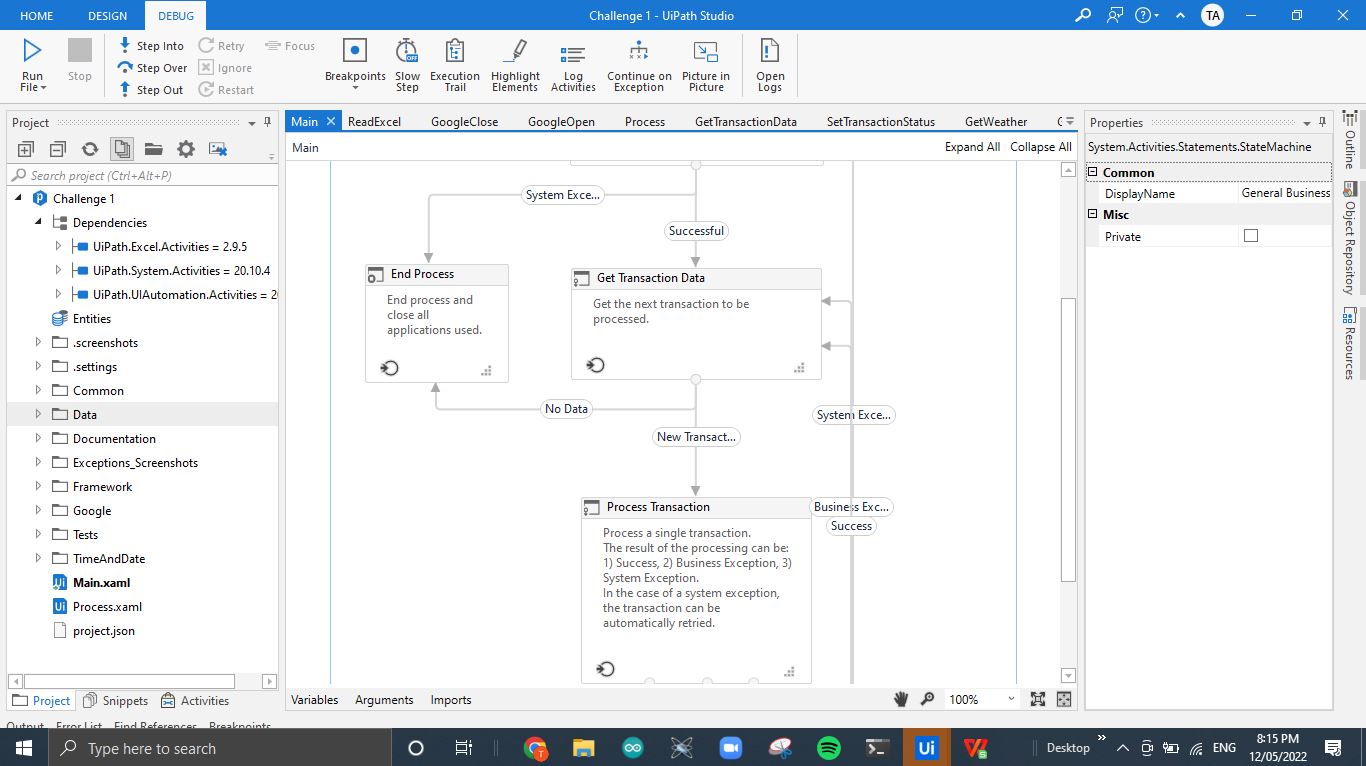 HOME DESIGN DEBUG Challenge 1 - UiPath Studio TA
Run File
Stop
Step Into
Step Over
Step Out
Retry
Ignore
Restart
Focus
Breakpoints
Slow Step
OFF
Execution Trail
Highlight Elements
Log Activities
Continue on Exception
Picture in Picture
Open Logs
Project
Search project (Ctrl+Alt+P)
Challenge 1
Dependencies
UiPath.Excel.Activities = 2.9.5
UiPath.System.Activities = 20.10.4
UiPath.UIAutomation.Activities = 2
Entities
.screenshots
.settings
Common
Data
Documentation
Exceptions_Screenshots
Framework
Google
Tests
TimeAndDate
Main.xaml
Process.xaml
project.json
Project Snippets Activities
Output Error List Find References Breakpoints
Main ReadExcel GoogleClose GoogleOpen Process GetTransactionData SetTransactionStatus GetWeather
Main Expand All Collapse All
System Exce...
Successful
End Process
End process and
close all
applications used.
Get Transaction Data
Get the next transaction to be
processed.
No Data
System Exce...
New Transact...
Process Transaction
Business Exc...
Success
Process a single transaction.
The result of the processing can be:
1) Success, 2) Business Exception, 3)
System Exception.
In the case of a system exception,
the transaction can be
automatically retried.
Variables Arguments Imports 100%
Properties
System.Activities.Statements.StateMachine
Common
DisplayName General Business
Misc
Private
Outline
Object Repository
Resources
Type here to search
Ui
Desktop
ENG
8:15 PM
12/05/2022